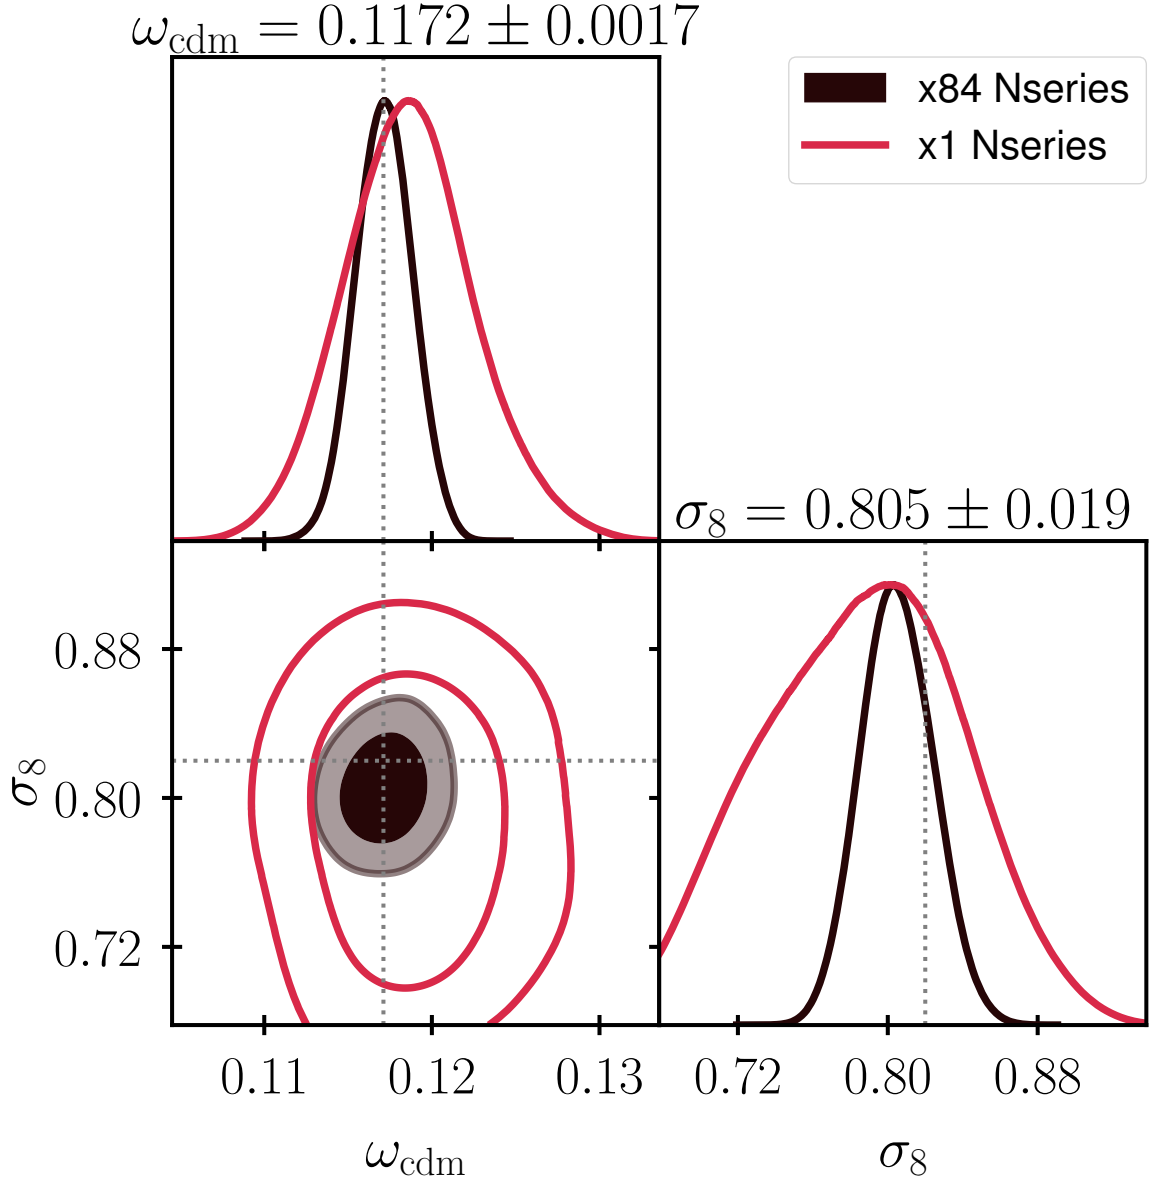 ω_cdm = 0.1172 ± 0.0017
x84 Nseries
x1 Nseries
σ_8 = 0.805 ± 0.019
0.88
0.80
0.72
σ_8
0.11 0.12 0.13 0.72 0.80 0.88
ω_cdm σ_8